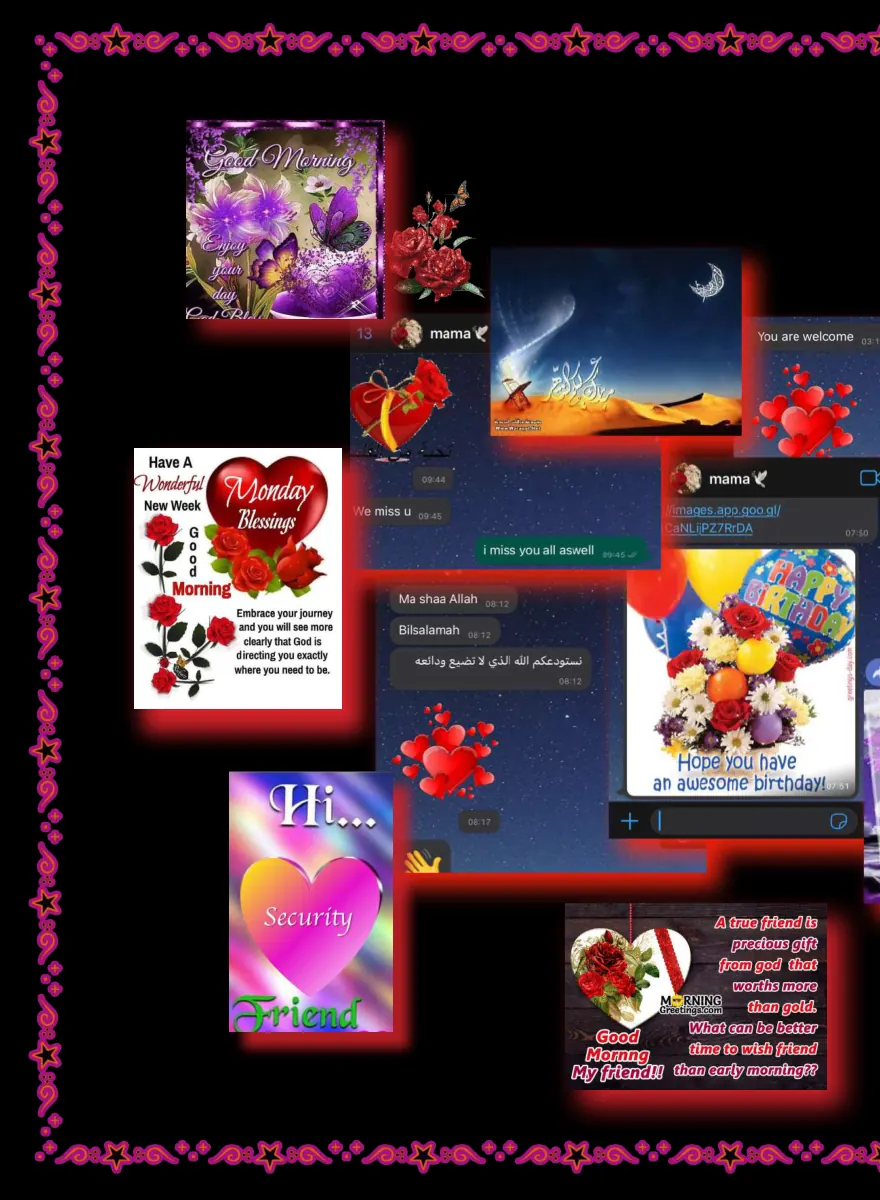 Good Morning
Enjoy
your
day
13
mama🕊
09:44
We miss u 09:45
i miss you all aswell 09:45
You are welcome
Have A
Wonderful
New Week
Good
Morning
Monday
Blessings
Embrace your journey
and you will see more
clearly that God is
directing you exactly
where you need to be.
mama🕊
//images.app.goo.gl/
CaNLijPZ7RrDA
07:50
HAPPY
BIRTHDAY
greetings-day.com
Hope you have
an awesome birthday!
07:51
Ma shaa Allah 08:12
Bilsalamah 08:12
نستودعكم الله الذي لا تضيع ودائعه
08:12
08:17
Hi...
Security
Friend
A true friend is
precious gift
from god that
worths more
than gold.
What can be better
time to wish friend
than early morning??
MORNING
Greetings.com
Good
Mornng
My friend!!